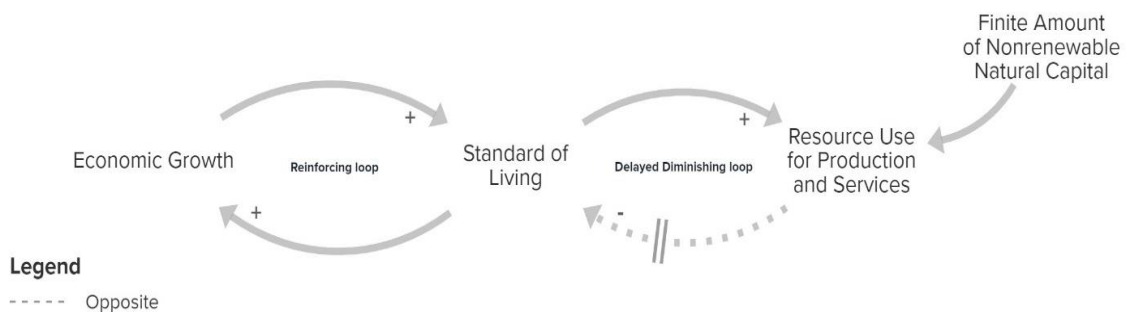 Finite Amount
of Nonrenewable
Natural Capital
+
+
Economic Growth
Reinforcing loop
Standard of
Living
Delayed Diminishing loop
Resource Use
for Production
and Services
+
-
Legend
Opposite